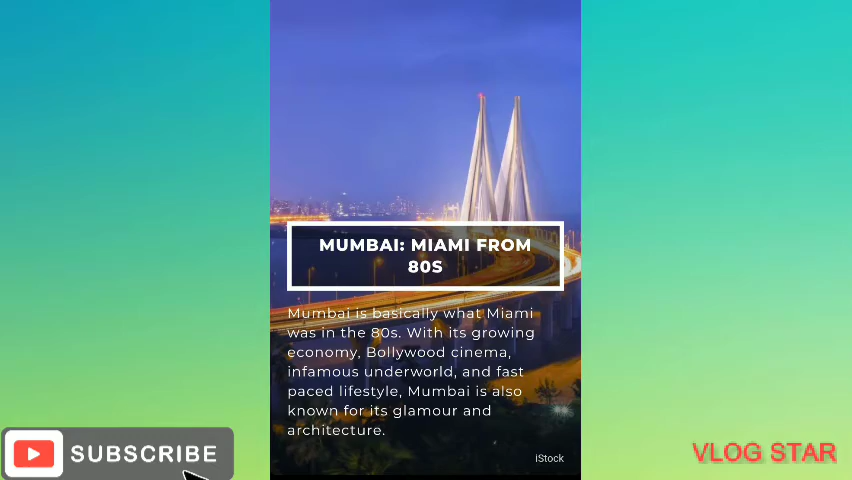 MUMBAI: MIAMI FROM
80S
Mumbai is basically what Miami
was in the 80s. With its growing
economy, Bollywood cinema,
infamous underworld, and fast
paced lifestyle, Mumbai is also
known for its glamour and
architecture.
iStock
SUBSCRIBE
VLOG STAR